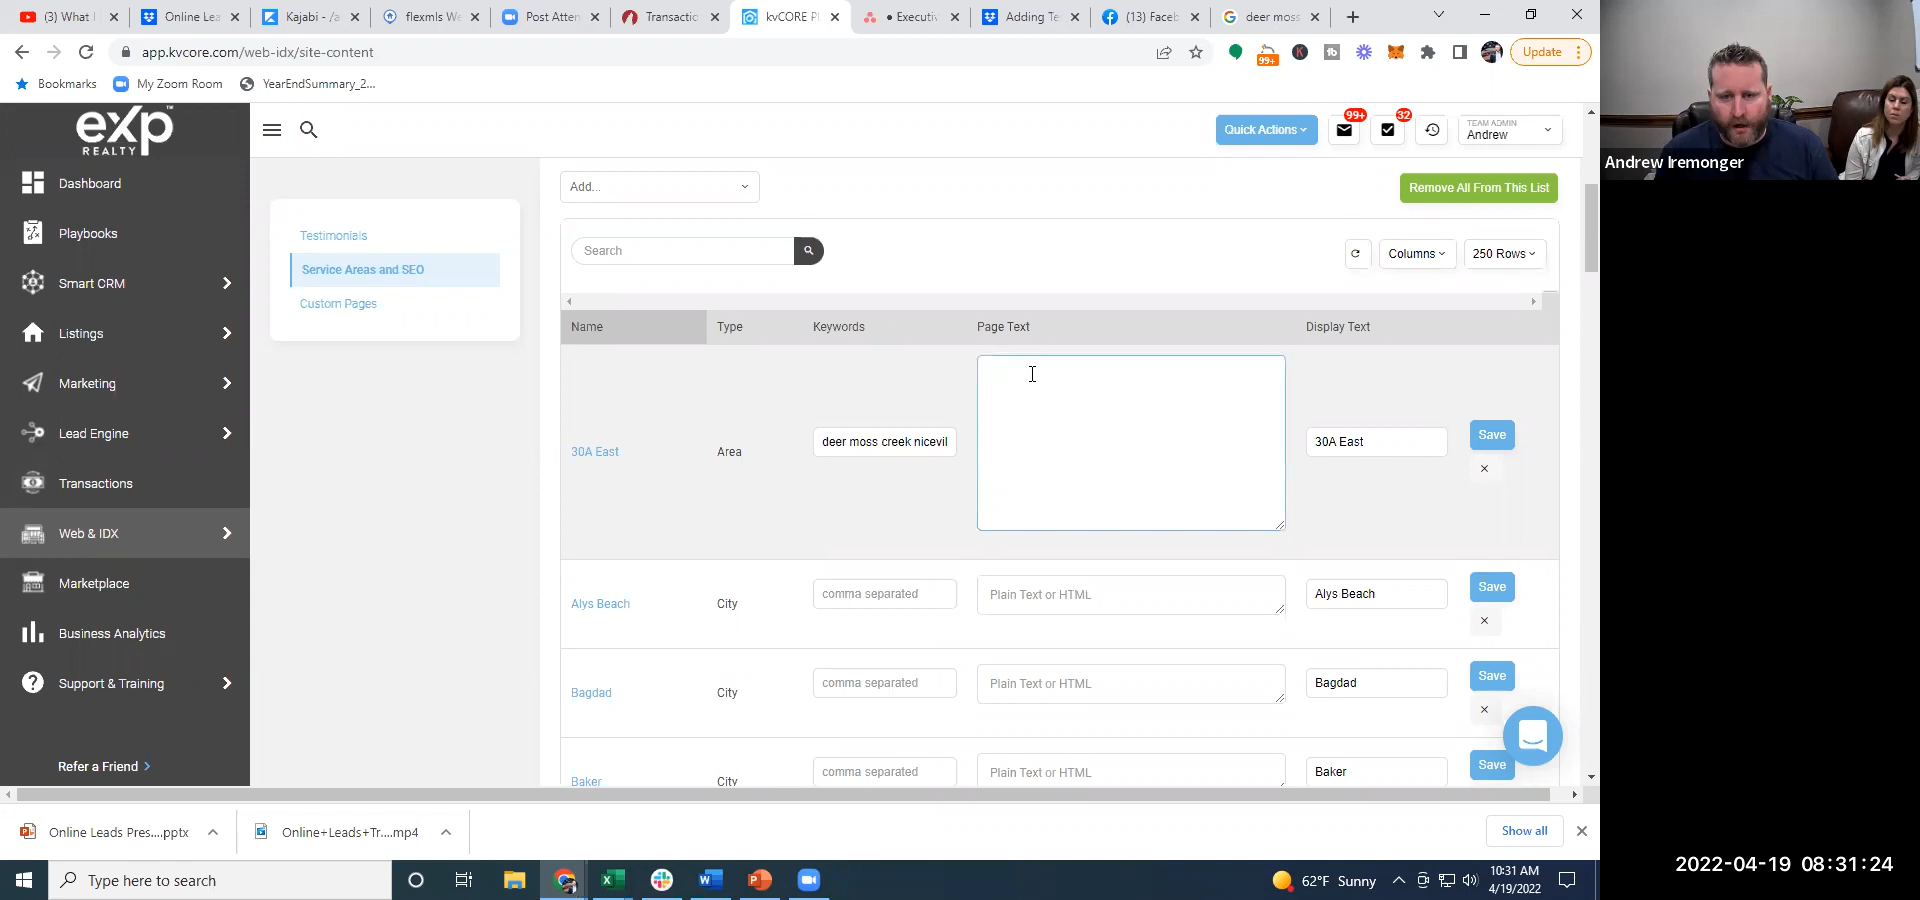 (3) What I
Online Lea
Kajabi - /a
flexmls We
Post Atten
Transactio
kvCORE Pl
• Executiv
Adding Te
(13) Faceb
deer moss
app.kvcore.com/web-idx/site-content
99+
Update
Bookmarks
My Zoom Room
YearEndSummary_2...
exp
REALTY
Dashboard
Playbooks
Smart CRM
Listings
Marketing
Lead Engine
Transactions
Web & IDX
Marketplace
Business Analytics
Support & Training
Refer a Friend
Testimonials
Service Areas and SEO
Custom Pages
Quick Actions
99+
32
TEAM ADMIN
Andrew
Add...
Remove All From This List
Search
Columns
250 Rows
Name Type Keywords Page Text Display Text
30A East Area deer moss creek nicevil 30A East Save
Alys Beach City comma separated Plain Text or HTML Alys Beach Save
Bagdad City comma separated Plain Text or HTML Bagdad Save
Baker City comma separated Plain Text or HTML Baker Save
Online Leads Pres....pptx
Online+Leads+Tr....mp4
Show all
Type here to search
62°F Sunny
10:31 AM
4/19/2022
Andrew Iremonger
2022-04-19 08:31:24